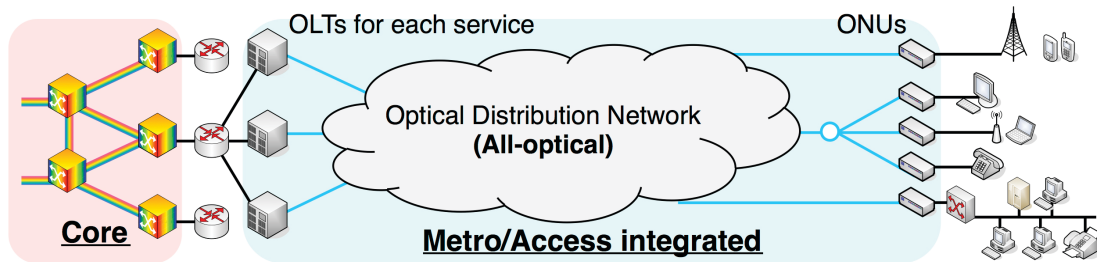 OLTs for each service
ONUs
Optical Distribution Network
(All-optical)
Core
Metro/Access integrated